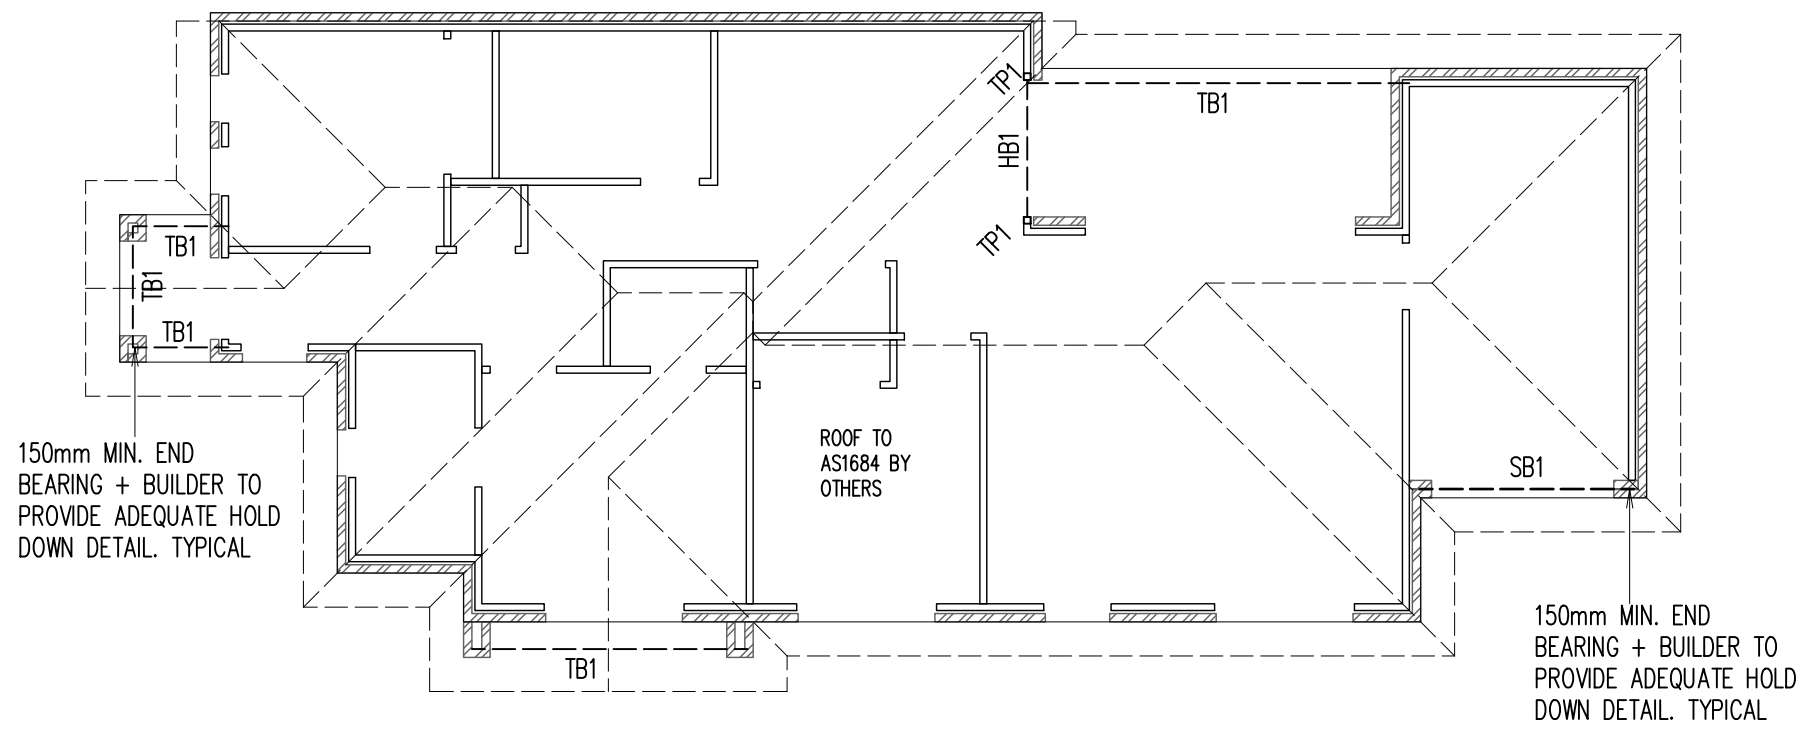 TP1
TB1
HB1
TP1
TB1
TB1
TB1
ROOF TO
AS1684 BY
OTHERS
SB1
150mm MIN. END
BEARING + BUILDER TO
PROVIDE ADEQUATE HOLD
DOWN DETAIL. TYPICAL
150mm MIN. END
BEARING + BUILDER TO
PROVIDE ADEQUATE HOLD
DOWN DETAIL. TYPICAL
TB1